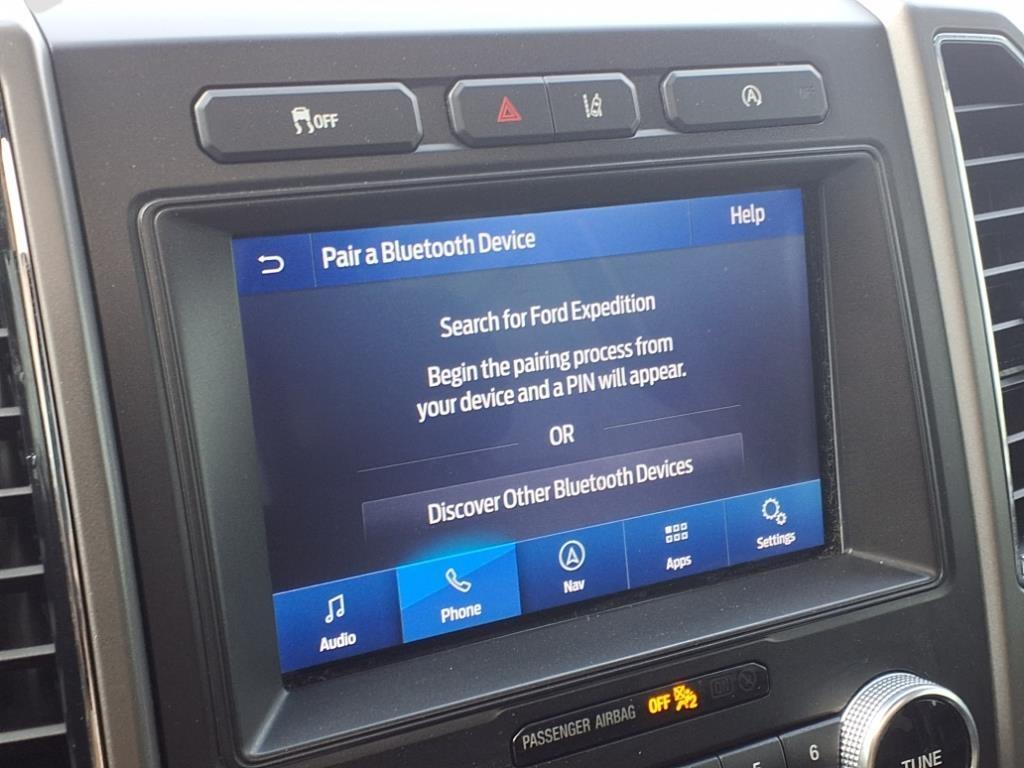 OFF
Pair a Bluetooth Device
Help
Search for Ford Expedition
Begin the pairing process from
your device and a PIN will appear.
OR
Discover Other Bluetooth Devices
Audio
Phone
Nav
Apps
Settings
PASSENGER AIRBAG OFF
6
TUNE